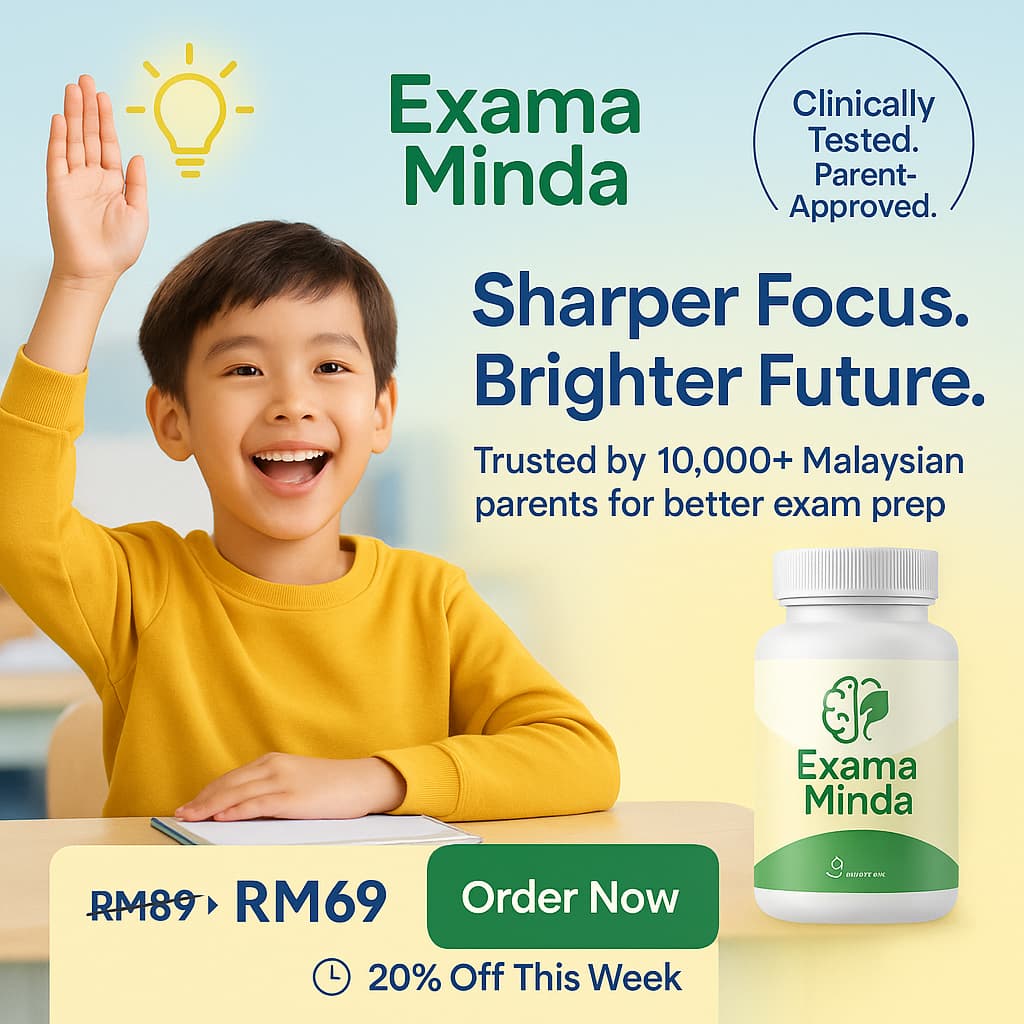 Exama
Minda
Clinically
Tested.
Parent-
Approved.
Sharper Focus.
Brighter Future.
Trusted by 10,000+ Malaysian
parents for better exam prep
Exama
Minda
RM89 RM69
Order Now
20% Off This Week